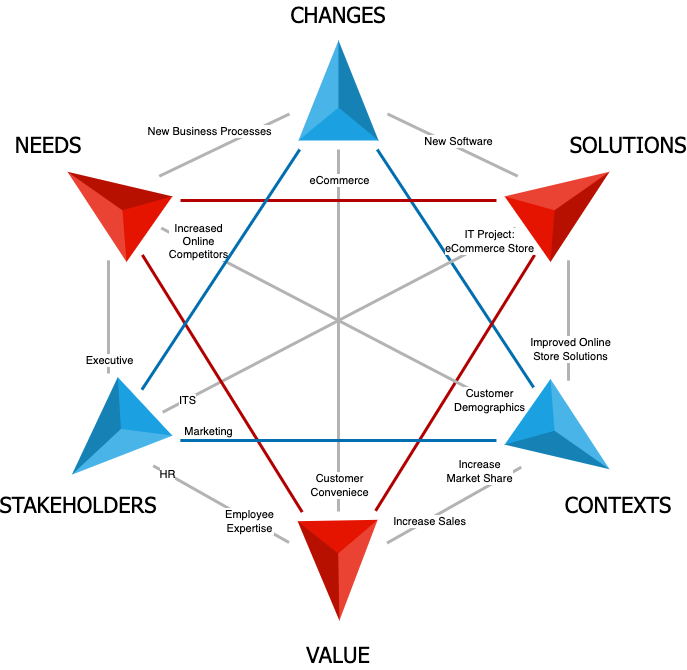 CHANGES
New Business Processes
New Software
NEEDS
SOLUTIONS
eCommerce
Increased
Online
Competitors
IT Project:
eCommerce Store
Improved Online
Store Solutions
Executive
ITS
Customer
Demographics
Marketing
HR
Customer
Conveniece
Increase
Market Share
STAKEHOLDERS
CONTEXTS
Employee
Expertise
Increase Sales
VALUE